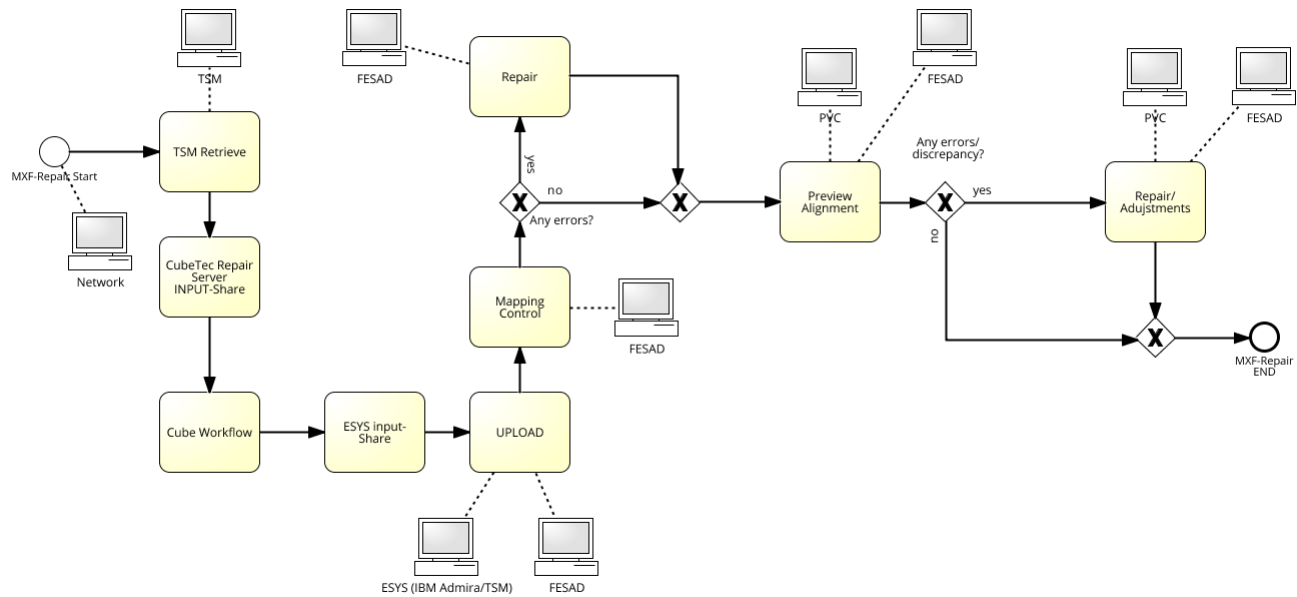 TSM
FESAD
FESAD
PVC
PVC
FESAD
Repair
TSM Retrieve
MXF-Repair Start
Network
CubeTec Repair
Server
INPUT-Share
yes
no
Any errors?
Preview
Alignment
Any errors/
discrepancy?
yes
no
Repair/
Adujstments
Mapping
Control
FESAD
MXF-Repair
END
Cube Workflow
ESYS input-
Share
UPLOAD
ESYS (IBM Admira/TSM)
FESAD